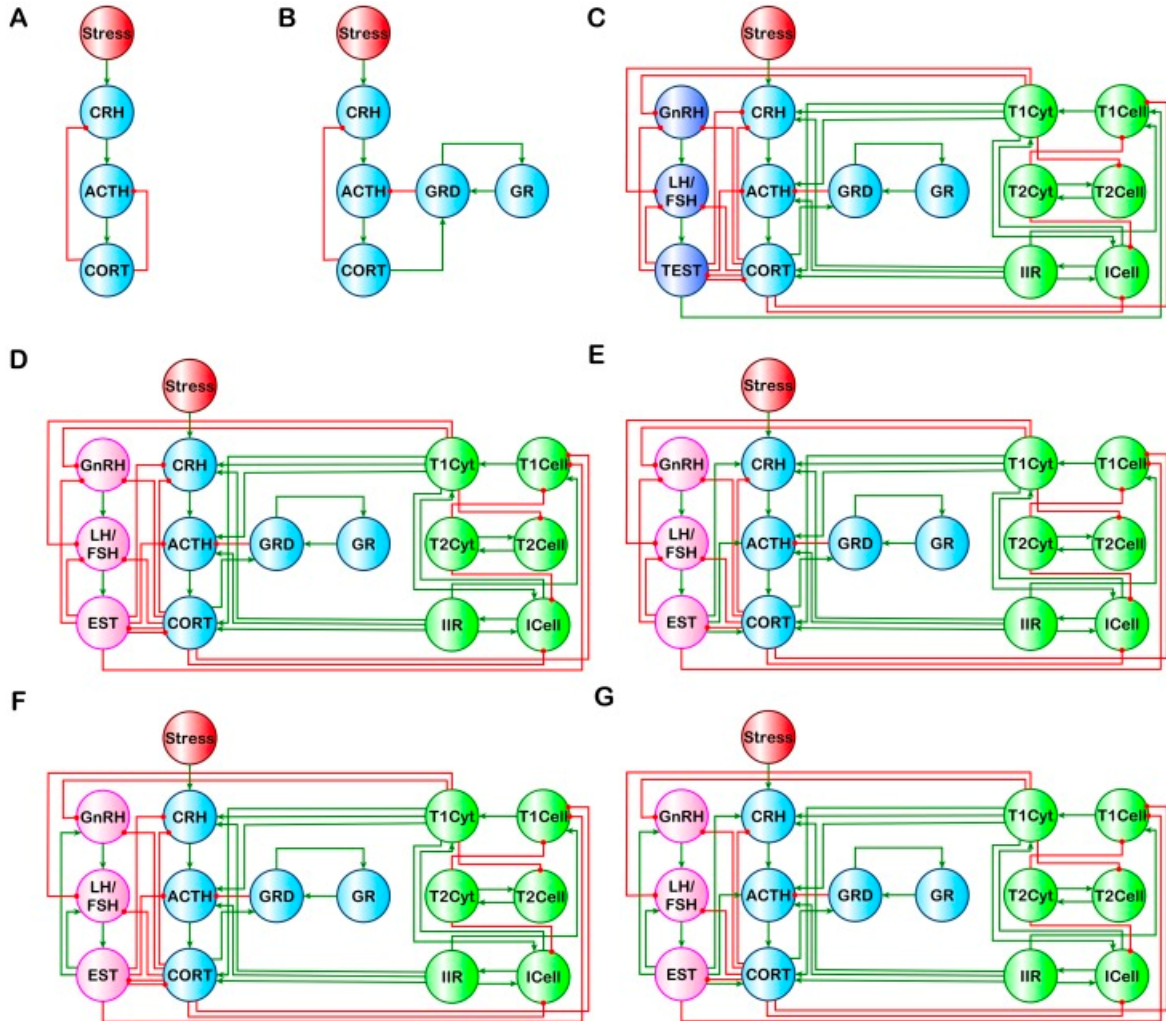 A
Stress
CRH
ACTH
CORT
B
Stress
CRH
ACTH
GRD
GR
CORT
C
Stress
GnRH
CRH
T1Cyt
T1Cell
LH/
FSH
ACTH
GRD
GR
T2Cyt
T2Cell
TEST
CORT
IIR
ICell
D
Stress
GnRH
CRH
T1Cyt
T1Cell
LH/
FSH
ACTH
GRD
GR
T2Cyt
T2Cell
EST
CORT
IIR
ICell
E
Stress
GnRH
CRH
T1Cyt
T1Cell
LH/
FSH
ACTH
GRD
GR
T2Cyt
T2Cell
EST
CORT
IIR
ICell
F
Stress
GnRH
CRH
T1Cyt
T1Cell
LH/
FSH
ACTH
GRD
GR
T2Cyt
T2Cell
EST
CORT
IIR
ICell
G
Stress
GnRH
CRH
T1Cyt
T1Cell
LH/
FSH
ACTH
GRD
GR
T2Cyt
T2Cell
EST
CORT
IIR
ICell